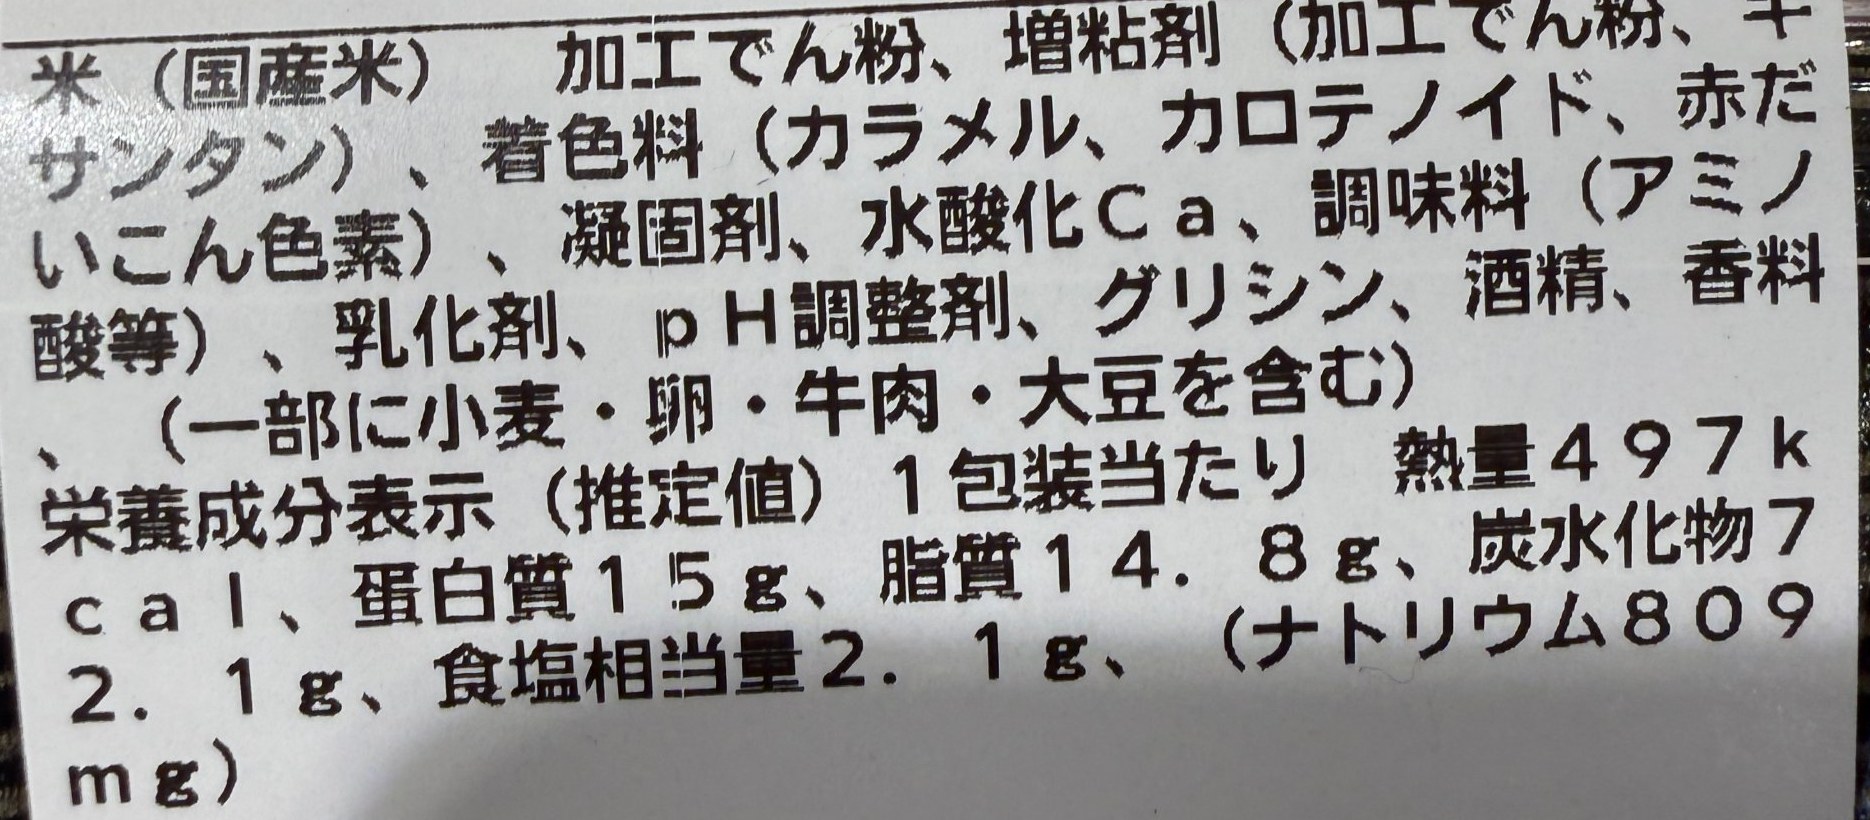 米（国産米）　加工でん粉、増粘剤（加工でん粉、キ
サンタン）、着色料（カラメル、カロテノイド、赤だ
いこん色素）、凝固剤、水酸化Ｃａ、調味料（アミノ
酸等）、乳化剤、ｐＨ調整剤、グリシン、酒精、香料
、（一部に小麦・卵・牛肉・大豆を含む）
栄養成分表示（推定値）１包装当たり　熱量４９７ｋ
ｃａｌ、蛋白質１５ｇ、脂質１４．８ｇ、炭水化物７
２．１ｇ、食塩相当量２．１ｇ、（ナトリウム８０９
ｍｇ）